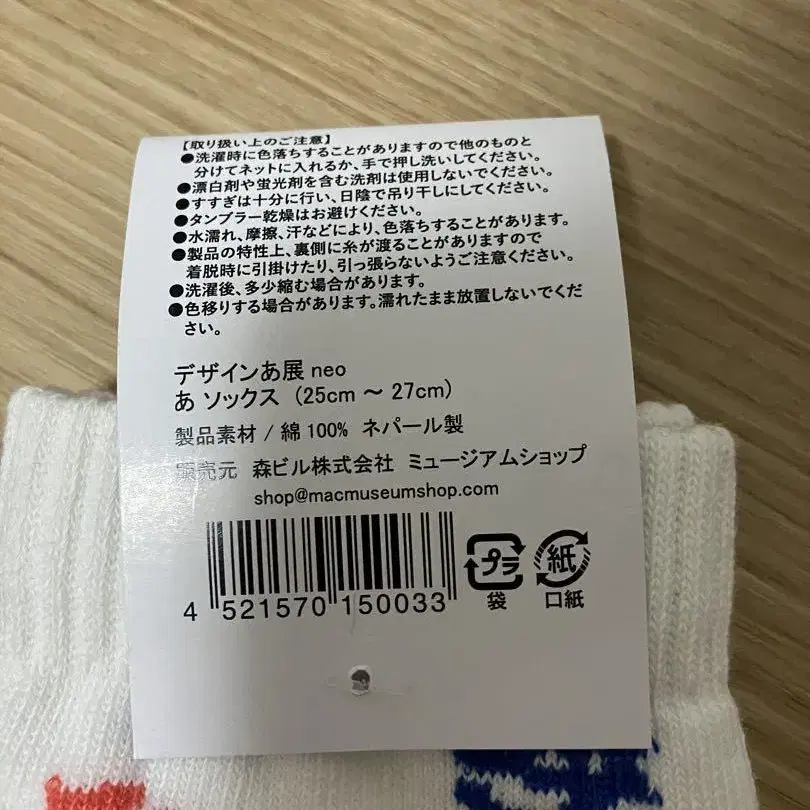 【取り扱い上のご注意】
●洗濯時に色落ちすることがありますので他のものと
分けてネットに入れるか、手で押し洗いしてください。
●漂白剤や蛍光剤を含む洗剤は使用しないでください。
●すすぎは十分に行い、日陰で吊り干しにしてください。
●タンブラー乾燥はお避けください。
●水濡れ、摩擦、汗などにより、色落ちすることがあります。
●製品の特性上、裏側に糸が渡ることがありますので
着脱時に引掛けたり、引っ張らないようご注意ください。
●洗濯後、多少縮む場合があります。
●色移りする場合があります。濡れたまま放置しないでくだ
さい。
デザインあ展 neo
あ ソックス (25cm ～ 27cm)
製品素材 / 綿 100% ネパール製
販売元 森ビル株式会社 ミュージアムショップ
shop@macmuseumshop.com
4 521570 150033
プラ 紙
袋 口紙